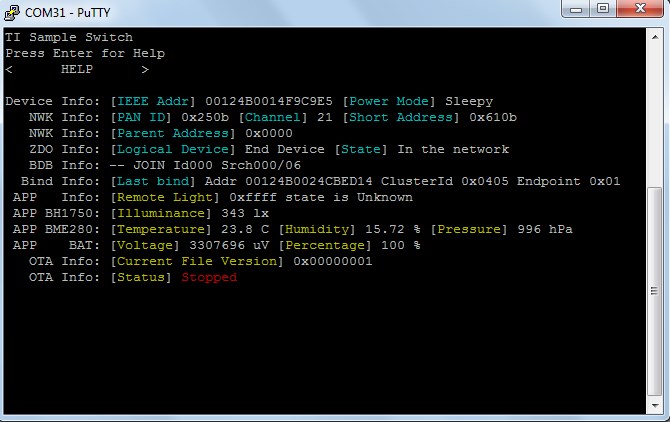 COM31 - PuTTY
TI Sample Switch
Press Enter for Help
<      HELP      >
Device Info: [IEEE Addr] 00124B0014F9C9E5 [Power Mode] Sleepy
NWK Info: [PAN ID] 0x250b [Channel] 21 [Short Address] 0x610b
NWK Info: [Parent Address] 0x0000
ZDO Info: [Logical Device] End Device [State] In the network
BDB Info: -- JOIN Id000 Srch000/06
Bind Info: [Last bind] Addr 00124B0024CBED14 ClusterId 0x0405 Endpoint 0x01
APP   Info: [Remote Light] 0xffff state is Unknown
APP BH1750: [Illuminance] 343 lx
APP BME280: [Temperature] 23.8 C [Humidity] 15.72 % [Pressure] 996 hPa
APP    BAT: [Voltage] 3307696 uV [Percentage] 100 %
OTA Info: [Current File Version] 0x00000001
OTA Info: [Status] Stopped